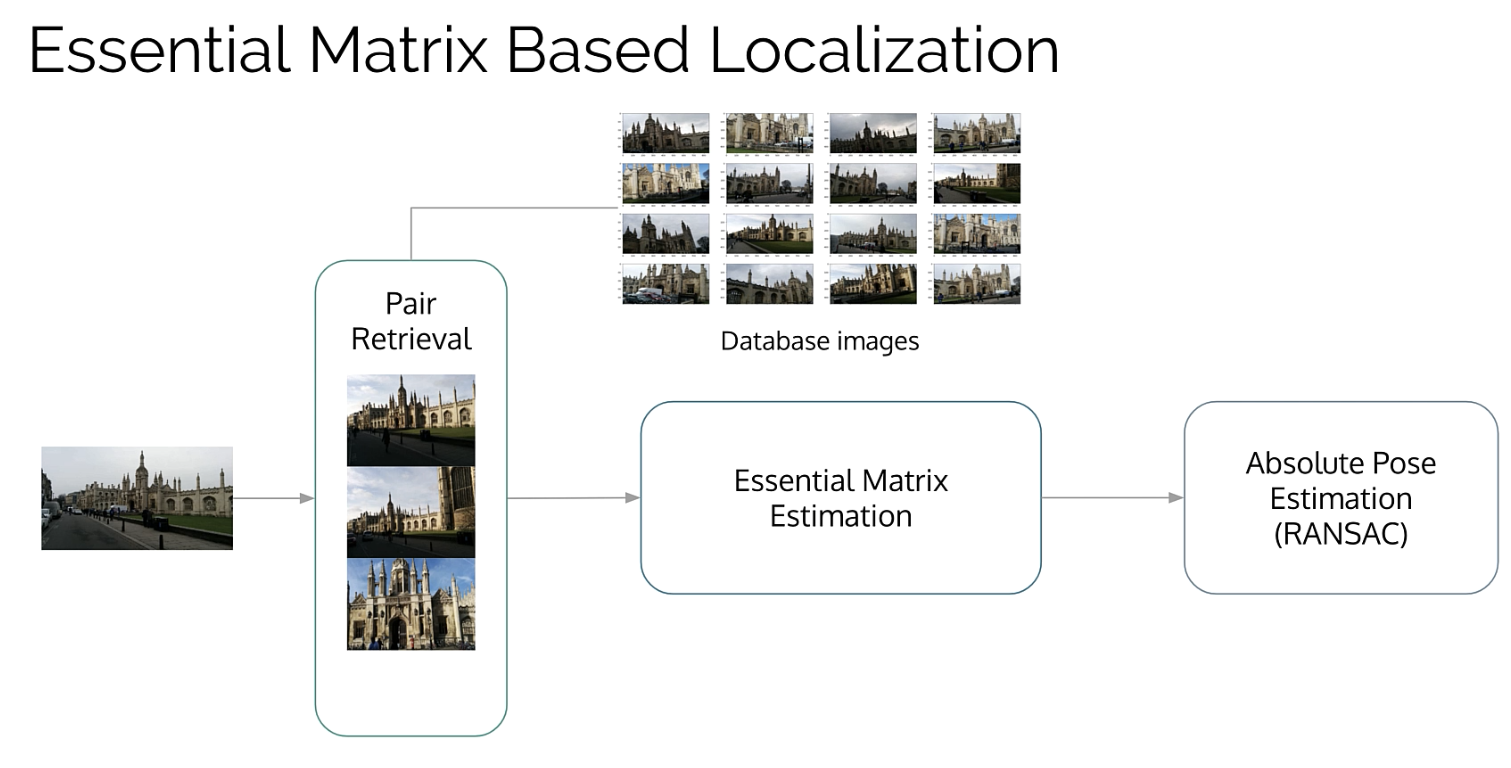 Essential Matrix Based Localization
Pair
Retrieval
Database images
Essential Matrix
Estimation
Absolute Pose
Estimation
(RANSAC)